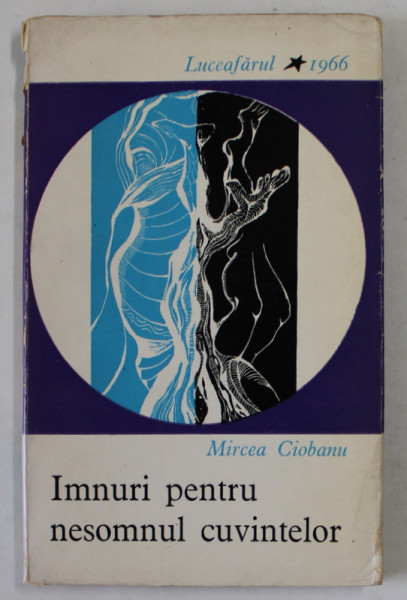 Luceafărul ★ 1966
Mircea Ciobanu
Imnuri pentru
nesomnul cuvintelor